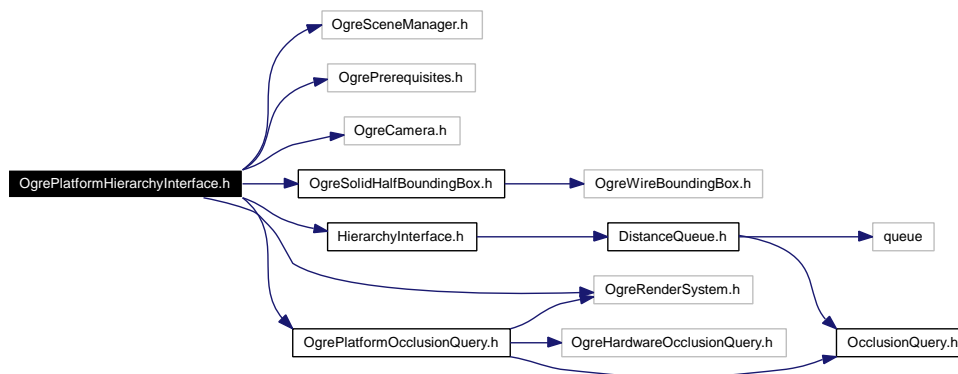 OgreSceneManager.h
OgrePrerequisites.h
OgreCamera.h
OgrePlatformHierarchyInterface.h
OgreSolidHalfBoundingBox.h
OgreWireBoundingBox.h
HierarchyInterface.h
DistanceQueue.h
queue
OgreRenderSystem.h
OgrePlatformOcclusionQuery.h
OgreHardwareOcclusionQuery.h
OcclusionQuery.h